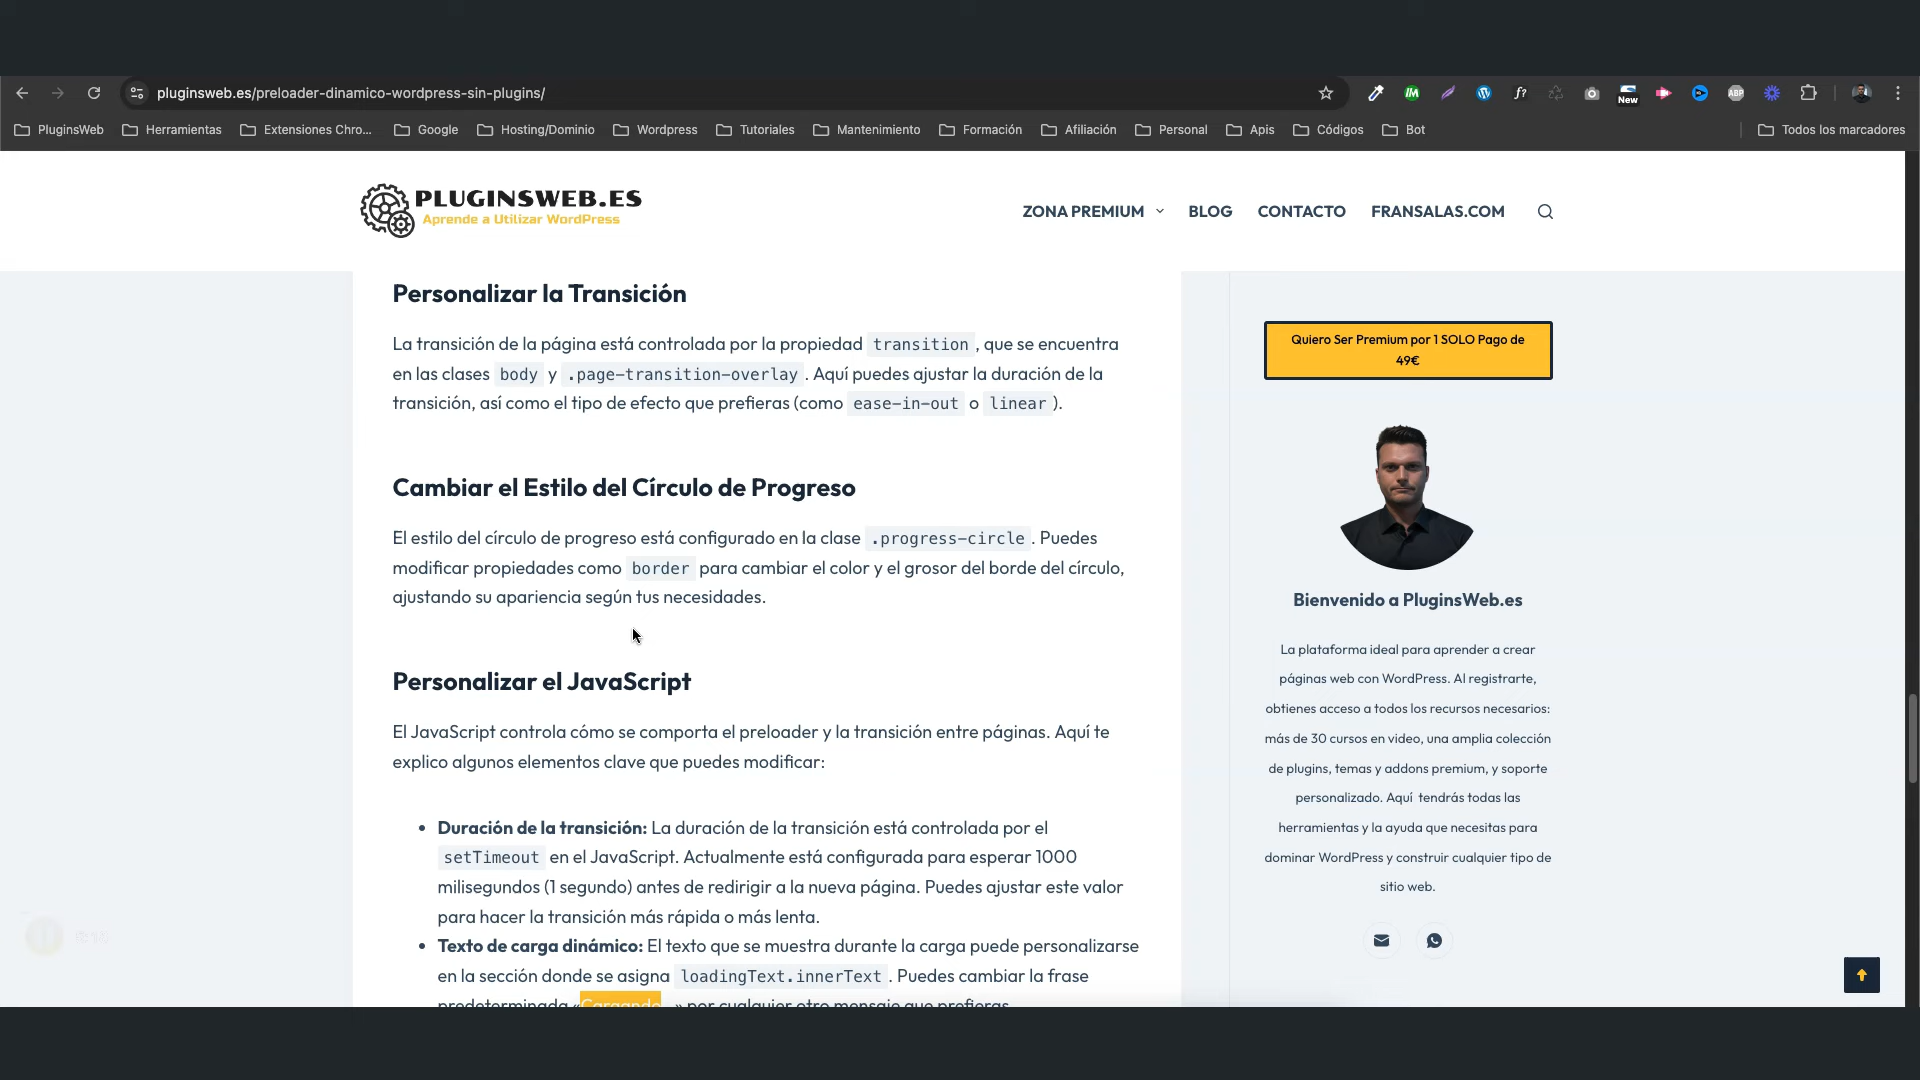 pluginsweb.es/preloader-dinamico-wordpress-sin-plugins/
New
ABP
PluginsWeb
Herramientas
Extensiones Chro...
Google
Hosting/Dominio
Wordpress
Tutoriales
Mantenimiento
Formación
Afiliación
Personal
Apis
Códigos
Bot
Todos los marcadores
PLUGINSWEB.ES
Aprende a Utilizar WordPress
ZONA PREMIUM
BLOG
CONTACTO
FRANSALAS.COM
Personalizar la Transición
La transición de la página está controlada por la propiedad transition, que se encuentra
en las clases body y .page-transition-overlay. Aquí puedes ajustar la duración de la
transición, así como el tipo de efecto que prefieras (como ease-in-out o linear).
Cambiar el Estilo del Círculo de Progreso
El estilo del círculo de progreso está configurado en la clase .progress-circle. Puedes
modificar propiedades como border para cambiar el color y el grosor del borde del círculo,
ajustando su apariencia según tus necesidades.
Personalizar el JavaScript
El JavaScript controla cómo se comporta el preloader y la transición entre páginas. Aquí te
explico algunos elementos clave que puedes modificar:
• Duración de la transición: La duración de la transición está controlada por el
setTimeout en el JavaScript. Actualmente está configurada para esperar 1000
milisegundos (1 segundo) antes de redirigir a la nueva página. Puedes ajustar este valor
para hacer la transición más rápida o más lenta.
• Texto de carga dinámico: El texto que se muestra durante la carga puede personalizarse
en la sección donde se asigna loadingText.innerText. Puedes cambiar la frase
predeterminada «Cargando...» por cualquier otro mensaje que prefieras.
Quiero Ser Premium por 1 SOLO Pago de
49€
Bienvenido a PluginsWeb.es
La plataforma ideal para aprender a crear
páginas web con WordPress. Al registrarte,
obtienes acceso a todos los recursos necesarios:
más de 30 cursos en video, una amplia colección
de plugins, temas y addons premium, y soporte
personalizado. Aquí tendrás todas las
herramientas y la ayuda que necesitas para
dominar WordPress y construir cualquier tipo de
sitio web.